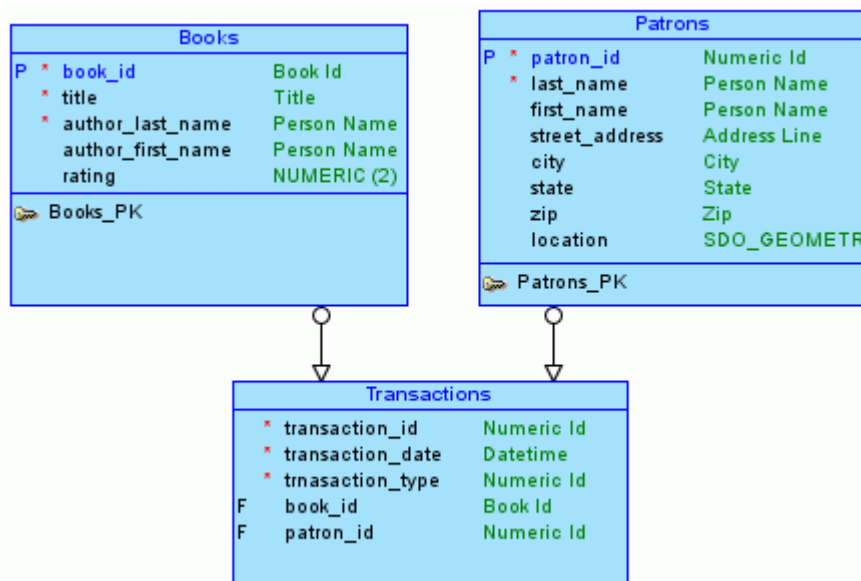 Books
P * book_id Book Id
* title Title
* author_last_name Person Name
author_first_name Person Name
rating NUMERIC (2)
Books_PK
Patrons
P * patron_id Numeric Id
* last_name Person Name
first_name Person Name
street_address Address Line
city City
state State
zip Zip
location SDO_GEOMETR
Patrons_PK
Transactions
* transaction_id Numeric Id
* transaction_date Datetime
* trnasaction_type Numeric Id
F book_id Book Id
F patron_id Numeric Id